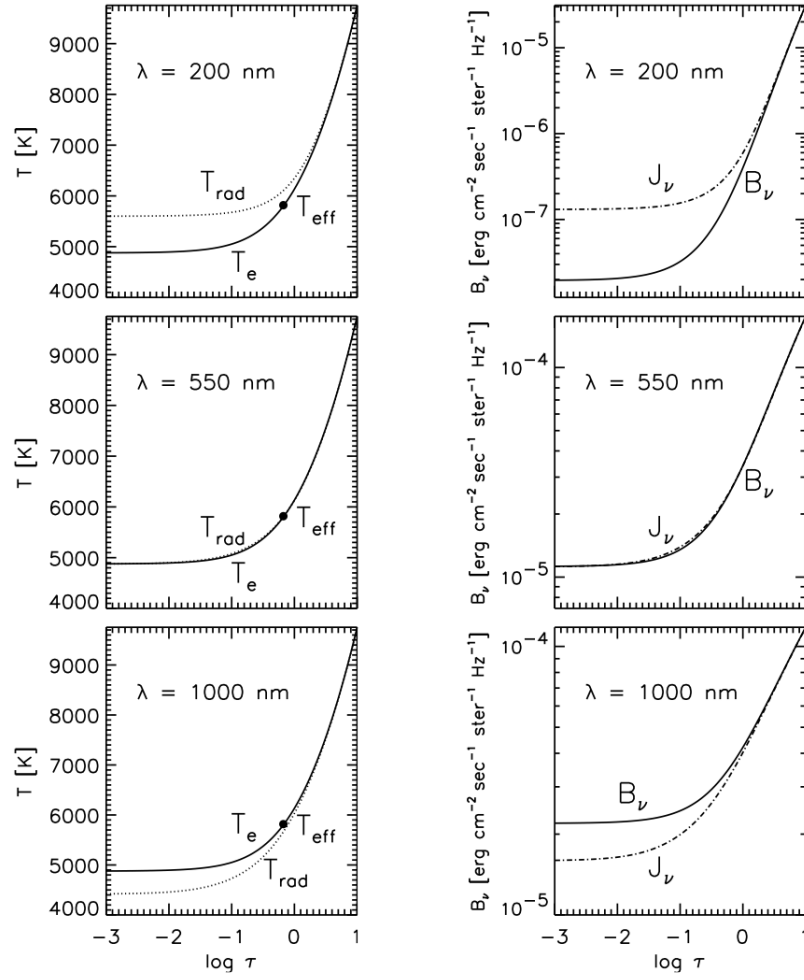 9000
8000
7000
6000
5000
4000
T [K]
λ = 200 nm
T_rad
T_eff
T_e
10⁻⁵
10⁻⁶
10⁻⁷
B_ν [erg cm⁻² sec⁻¹ ster⁻¹ Hz⁻¹]
λ = 200 nm
J_ν
B_ν
9000
8000
7000
6000
5000
4000
T [K]
λ = 550 nm
T_rad
T_eff
T_e
10⁻⁴
10⁻⁵
B_ν [erg cm⁻² sec⁻¹ ster⁻¹ Hz⁻¹]
λ = 550 nm
B_ν
J_ν
9000
8000
7000
6000
5000
4000
T [K]
λ = 1000 nm
T_e
T_eff
T_rad
-3 -2 -1 0 1
log τ
10⁻⁴
10⁻⁵
B_ν [erg cm⁻² sec⁻¹ ster⁻¹ Hz⁻¹]
λ = 1000 nm
B_ν
J_ν
-3 -2 -1 0 1
log τ